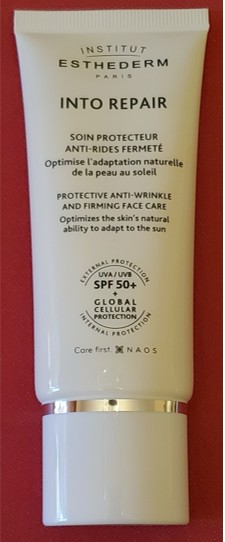 INSTITUT
ESTHEDERM
PARIS
INTO REPAIR
SOIN PROTECTEUR
ANTI-RIDES FERMETÉ
Optimise l'adaptation naturelle
de la peau au soleil
PROTECTIVE ANTI-WRINKLE
AND FIRMING FACE CARE
Optimizes the skin's natural
ability to adapt to the sun
EXTERNAL PROTECTION
UVA/UVB
SPF 50+
+
GLOBAL
CELLULAR
PROTECTION
INTERNAL PROTECTION
Care first. NAOS